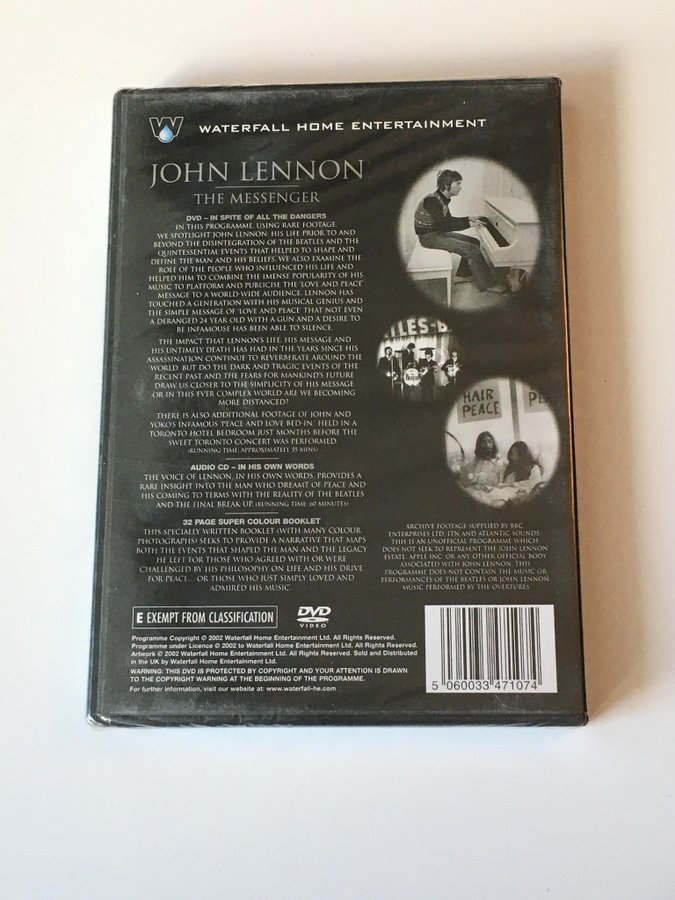 W
WATERFALL HOME ENTERTAINMENT
JOHN LENNON
THE MESSENGER
DVD – IN SPITE OF ALL THE DANGERS
IN THIS PROGRAMME, USING RARE FOOTAGE
WE SPOTLIGHT JOHN LENNON: HIS LIFE PRIOR TO AND
BEYOND THE DISINTEGRATION OF THE BEATLES AND THE
QUINTESSENTIAL EVENTS THAT HELPED TO SHAPE AND
DEFINE THE MAN AND HIS BELIEFS. WE ALSO EXAMINE THE
ROLE OF THE PEOPLE WHO INFLUENCED HIS LIFE AND
HELPED HIM TO COMBINE THE IMENSE POPULARITY OF HIS
MUSIC TO PLATFORM AND PUBLICISE THE 'LOVE AND PEACE'
MESSAGE TO A WORLD WIDE AUDIENCE. LENNON HAS
TOUCHED A GENERATION WITH HIS MUSICAL GENIUS AND
THE SIMPLE MESSAGE OF 'LOVE AND PEACE' THAT NOT EVEN
A DERANGED 24 YEAR OLD WITH A GUN AND A DESIRE TO
BE INFAMOUSE HAS BEEN ABLE TO SILENCE.
THE IMPACT THAT LENNON'S LIFE, HIS MESSAGE AND
HIS UNTIMELY DEATH HAS HAD IN THE YEARS SINCE HIS
ASSASSINATION CONTINUE TO REVERBERATE AROUND THE
WORLD. BUT DO THE DARK AND TRAGIC EVENTS OF THE
RECENT PAST AND THE FEARS FOR MANKIND'S FUTURE
DRAW US CLOSER TO THE SIMPLICITY OF HIS MESSAGE
OR IN THIS EVER COMPLEX WORLD ARE WE BECOMING
MORE DISTANCED?
THERE IS ALSO ADDITIONAL FOOTAGE OF JOHN AND
YOKO'S INFAMOUS 'PEACE AND LOVE BED-IN' HELD IN A
TORONTO HOTEL BEDROOM JUST MONTHS BEFORE THE
SWEET TORONTO CONCERT WAS PERFORMED.
(RUNNING TIME: APPROXIMATELY 55 MINS)
AUDIO CD – IN HIS OWN WORDS
THE VOICE OF LENNON, IN HIS OWN WORDS, PROVIDES A
RARE INSIGHT INTO THE MAN WHO DREAMT OF PEACE AND
HIS COMING TO TERMS WITH THE REALITY OF THE BEATLES
AND THE FINAL BREAK-UP. (RUNNING TIME: 60 MINUTES)
32 PAGE SUPER COLOUR BOOKLET
THIS SPECIALLY WRITTEN BOOKLET (WITH MANY COLOUR
PHOTOGRAPHS) SEEKS TO PROVIDE A NARRATIVE THAT MAPS
BOTH THE EVENTS THAT SHAPED THE MAN AND THE LEGACY
HE LEFT FOR THOSE WHO AGREED WITH OR WERE
CHALLENGED BY HIS PHILOSOPHY ON LIFE AND HIS DRIVE
FOR PEACE... OR THOSE WHO JUST SIMPLY LOVED AND
ADMIRED HIS MUSIC.
LES-B
HAIR
PEACE
PE
ARCHIVE FOOTAGE SUPPLIED BY BBC
ENTERPRISES LTD, ITN AND ATLANTIC SOUNDS
THIS IS AN UNOFFICIAL PROGRAMME WHICH
DOES NOT SEEK TO REPRESENT THE JOHN LENNON
ESTATE, APPLE INC. OR ANY OTHER OFFICIAL BODY
ASSOCIATED WITH JOHN LENNON. THIS
PROGRAMME DOES NOT CONTAIN THE MUSIC OR
PERFORMANCES OF THE BEATLES OR JOHN LENNON
MUSIC PERFORMED BY THE OVERTURES
E EXEMPT FROM CLASSIFICATION
DVD
VIDEO
Programme Copyright © 2002 Waterfall Home Entertainment Ltd. All Rights Reserved.
Programme under Licence © 2002 to Waterfall Home Entertainment Ltd. All Rights Reserved.
Artwork © 2002 Waterfall Home Entertainment Ltd. All Rights Reserved. Sold and Distributed
in the UK by Waterfall Home Entertainment Ltd.
WARNING: THIS DVD IS PROTECTED BY COPYRIGHT AND YOUR ATTENTION IS DRAWN
TO THE COPYRIGHT WARNING AT THE BEGINNING OF THE PROGRAMME.
For further information, visit our website at: www.waterfall-he.com
5 060033 471074